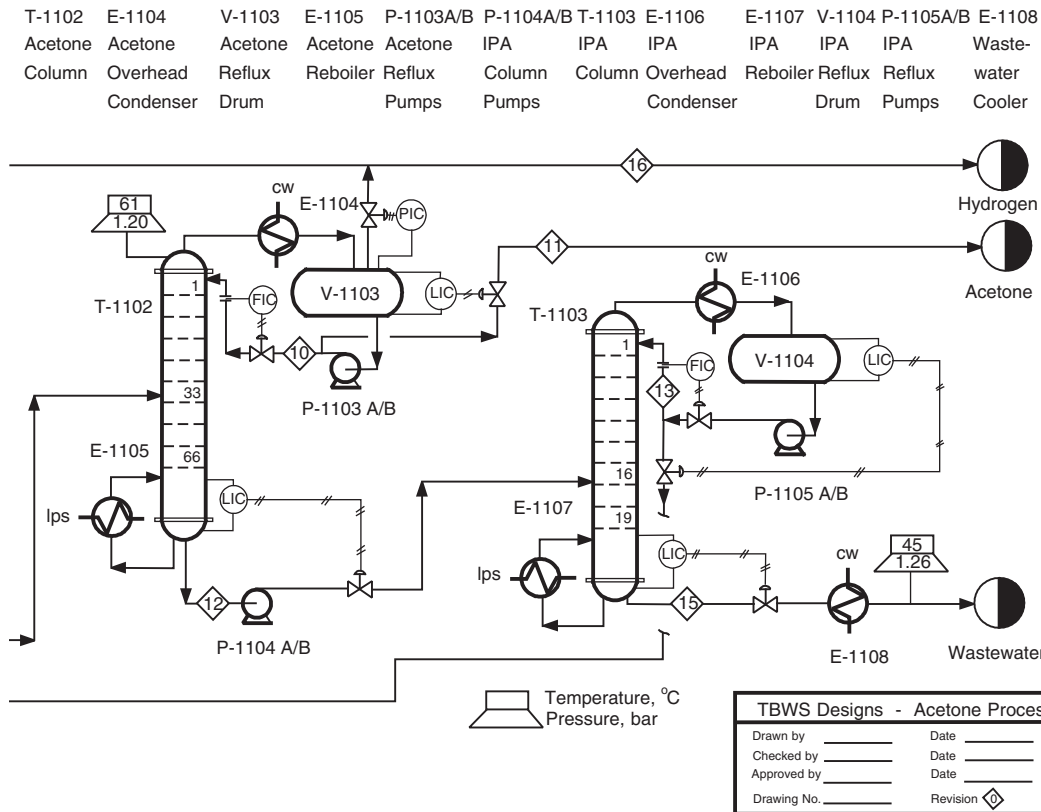 T-1102 E-1104 V-1103 E-1105 P-1103A/B P-1104A/B T-1103 E-1106 E-1107 V-1104 P-1105A/B E-1108
Acetone Acetone Acetone Acetone Acetone IPA IPA IPA IPA IPA IPA Waste-
Column Overhead Reflux Reboiler Reflux Column Column Overhead Reboiler Reflux Reflux water
Condenser Drum Pumps Pumps Condenser Drum Pumps Cooler
16
Hydrogen
61
1.20
cw
E-1104
PIC
11
Acetone
T-1102
1
FIC
V-1103
LIC
cw
E-1106
10
P-1103 A/B
T-1103
1
FIC
13
V-1104
LIC
33
E-1105
66
LIC
lps
P-1105 A/B
16
E-1107
19
LIC
lps
45
1.26
cw
12
P-1104 A/B
15
E-1108
Wastewater
Temperature, °C
Pressure, bar
TBWS Designs - Acetone Proces
Drawn by Date
Checked by Date
Approved by Date
Drawing No. Revision 0